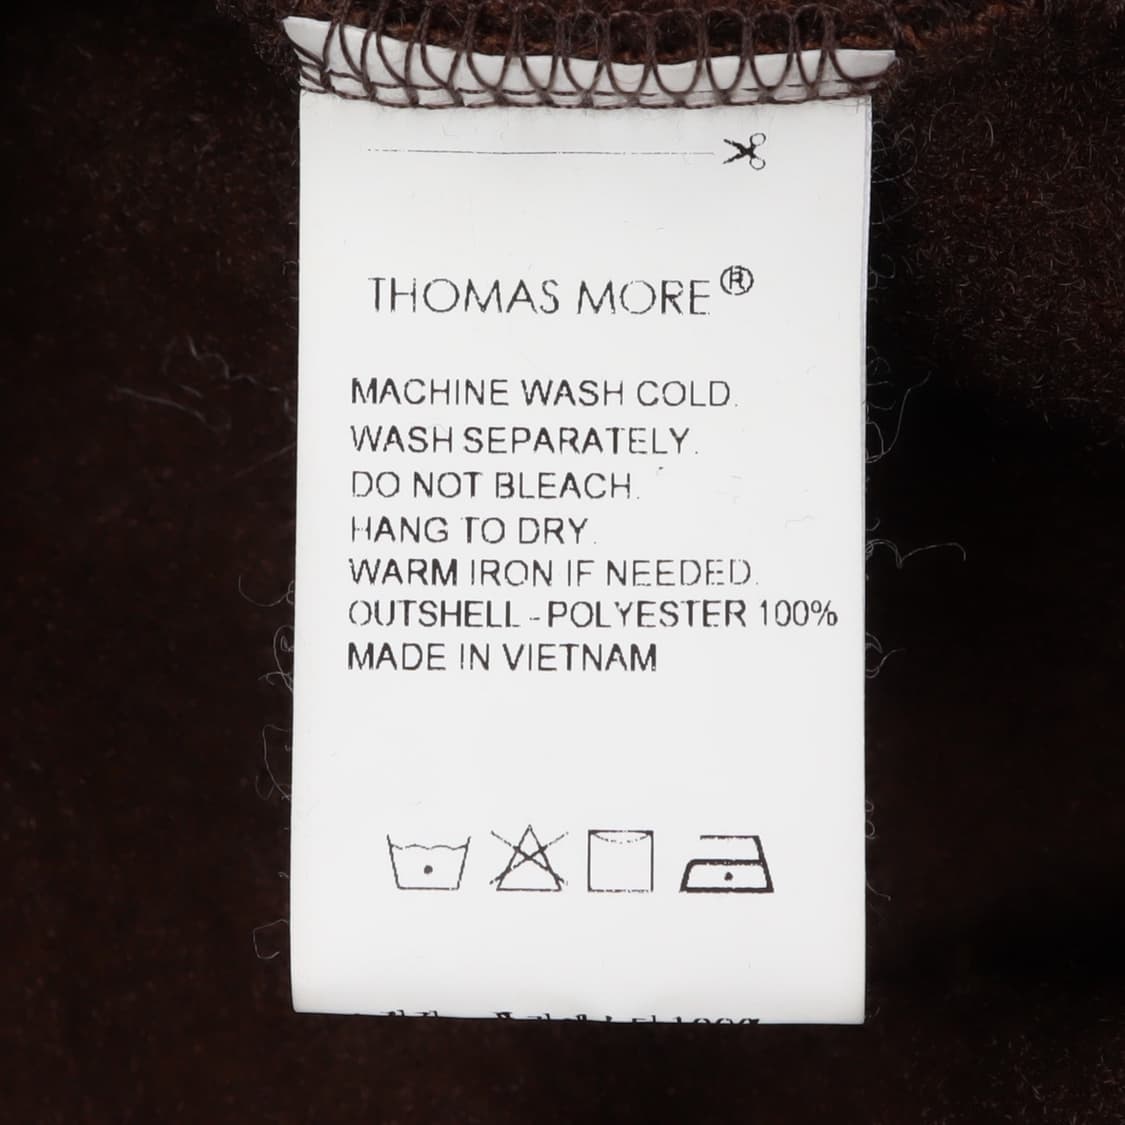 THOMAS MORE®
MACHINE WASH COLD.
WASH SEPARATELY.
DO NOT BLEACH.
HANG TO DRY.
WARM IRON IF NEEDED.
OUTSHELL - POLYESTER 100%
MADE IN VIETNAM